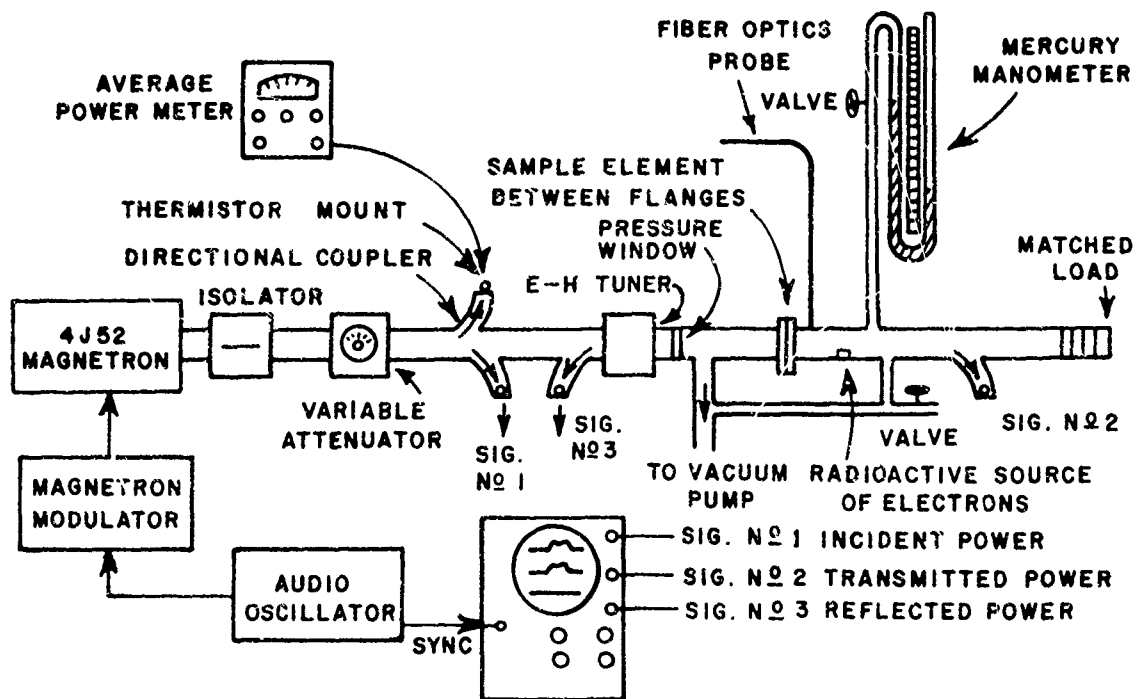 FIBER OPTICS
PROBE
MERCURY
MANOMETER
AVERAGE
POWER METER
VALVE
SAMPLE ELEMENT
BETWEEN FLANGES
PRESSURE
WINDOW
THERMISTOR MOUNT
DIRECTIONAL COUPLER
E-H TUNER
MATCHED
LOAD
ISOLATOR
4J52
MAGNETRON
VARIABLE
ATTENUATOR
SIG.
Nº 1
SIG.
Nº3
VALVE
SIG. Nº2
TO VACUUM
PUMP
RADIOACTIVE SOURCE
OF ELECTRONS
MAGNETRON
MODULATOR
AUDIO
OSCILLATOR
SYNC
SIG. Nº 1 INCIDENT POWER
SIG. Nº 2 TRANSMITTED POWER
SIG. Nº 3 REFLECTED POWER